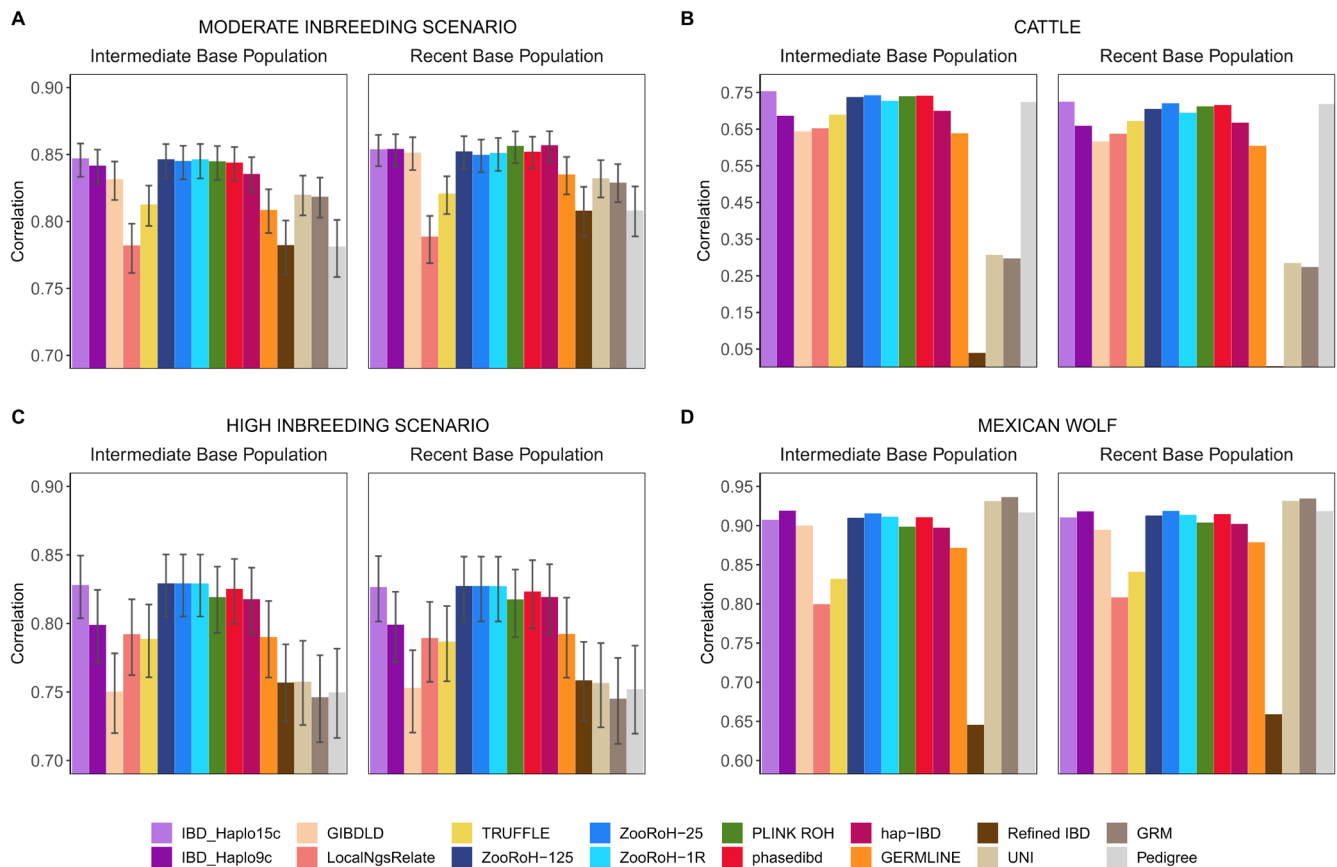 A
MODERATE INBREEDING SCENARIO
Intermediate Base Population
Recent Base Population
Correlation
0.90
0.85
0.80
0.75
0.70
B
CATTLE
Intermediate Base Population
Recent Base Population
Correlation
0.75
0.65
0.55
0.45
0.35
0.25
0.15
0.05
C
HIGH INBREEDING SCENARIO
Intermediate Base Population
Recent Base Population
Correlation
0.90
0.85
0.80
0.75
0.70
D
MEXICAN WOLF
Intermediate Base Population
Recent Base Population
Correlation
0.95
0.90
0.85
0.80
0.75
0.70
0.65
0.60
IBD_Haplo15c GIBDLD TRUFFLE ZooRoH−25 PLINK ROH hap−IBD Refined IBD GRM
IBD_Haplo9c LocalNgsRelate ZooRoH−125 ZooRoH−1R phasedibd GERMLINE UNI Pedigree